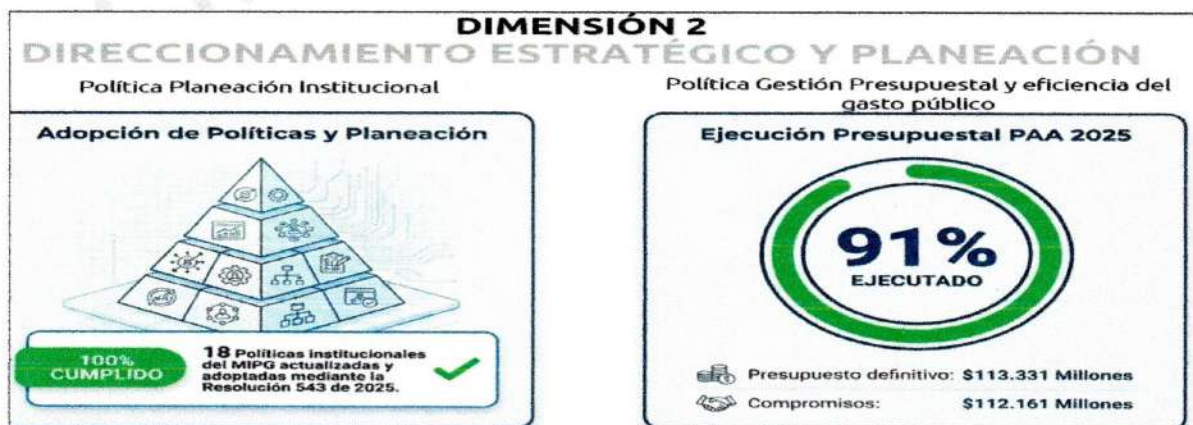 DIMENSIÓN 2
DIRECCIONAMIENTO ESTRATÉGICO Y PLANEACIÓN
Política Planeación Institucional
Adopción de Políticas y Planeación
100%
CUMPLIDO
18 Políticas institucionales
del MIPG actualizadas y
adoptadas mediante la
Resolución 543 de 2025.
Política Gestión Presupuestal y eficiencia del
gasto público
Ejecución Presupuestal PAA 2025
91%
EJECUTADO
Presupuesto definitivo: $113.331 Millones
Compromisos: $112.161 Millones